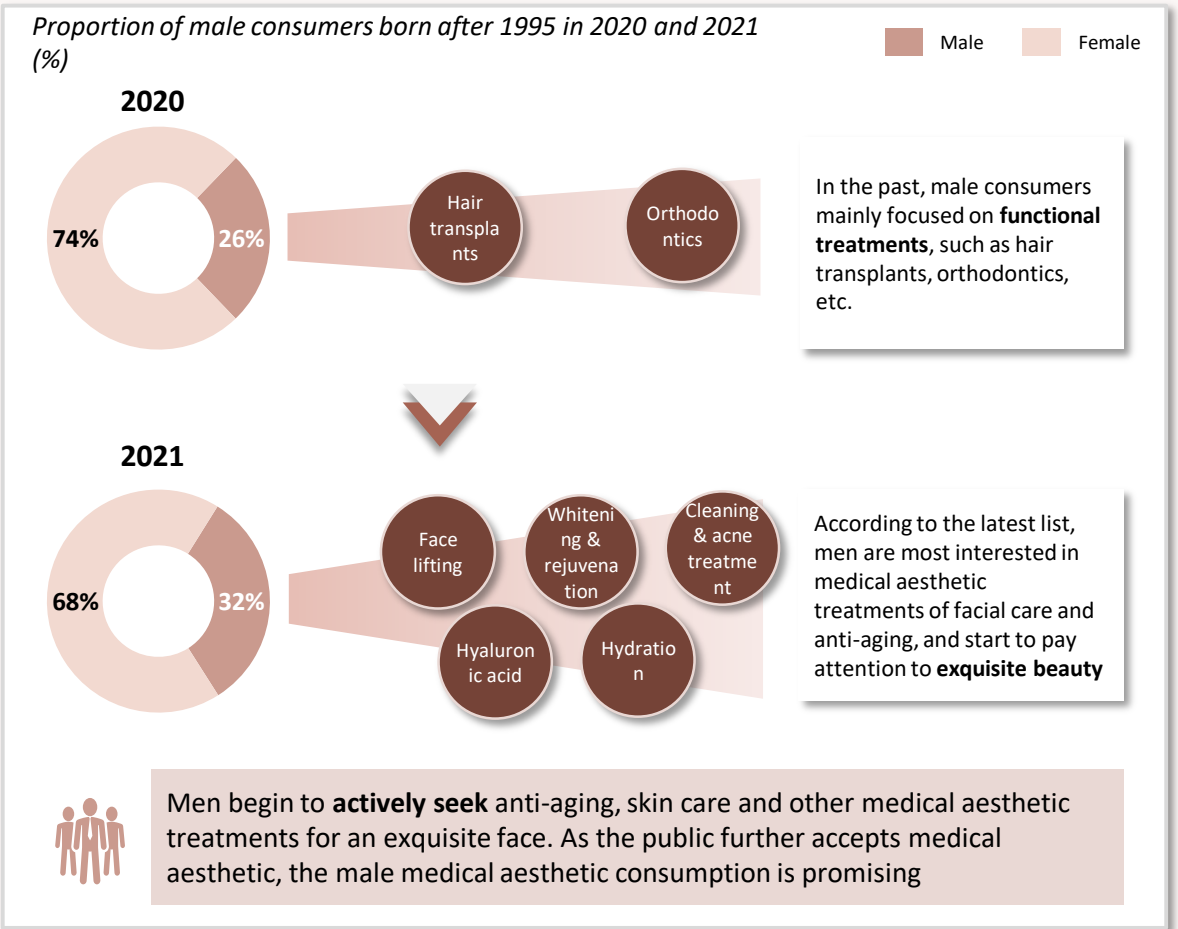 Proportion of male consumers born after 1995 in 2020 and 2021
(%)
Male
Female
2020
74%
26%
Hair
transpla
nts
Orthodo
ntics
In the past, male consumers
mainly focused on functional
treatments, such as hair
transplants, orthodontics,
etc.
2021
68%
32%
Face
lifting
Whiteni
ng &
rejuvena
tion
Cleaning
& acne
treatme
nt
Hyaluron
ic acid
Hydratio
n
According to the latest list,
men are most interested in
medical aesthetic
treatments of facial care and
anti-aging, and start to pay
attention to exquisite beauty
Men begin to actively seek anti-aging, skin care and other medical aesthetic
treatments for an exquisite face. As the public further accepts medical
aesthetic, the male medical aesthetic consumption is promising